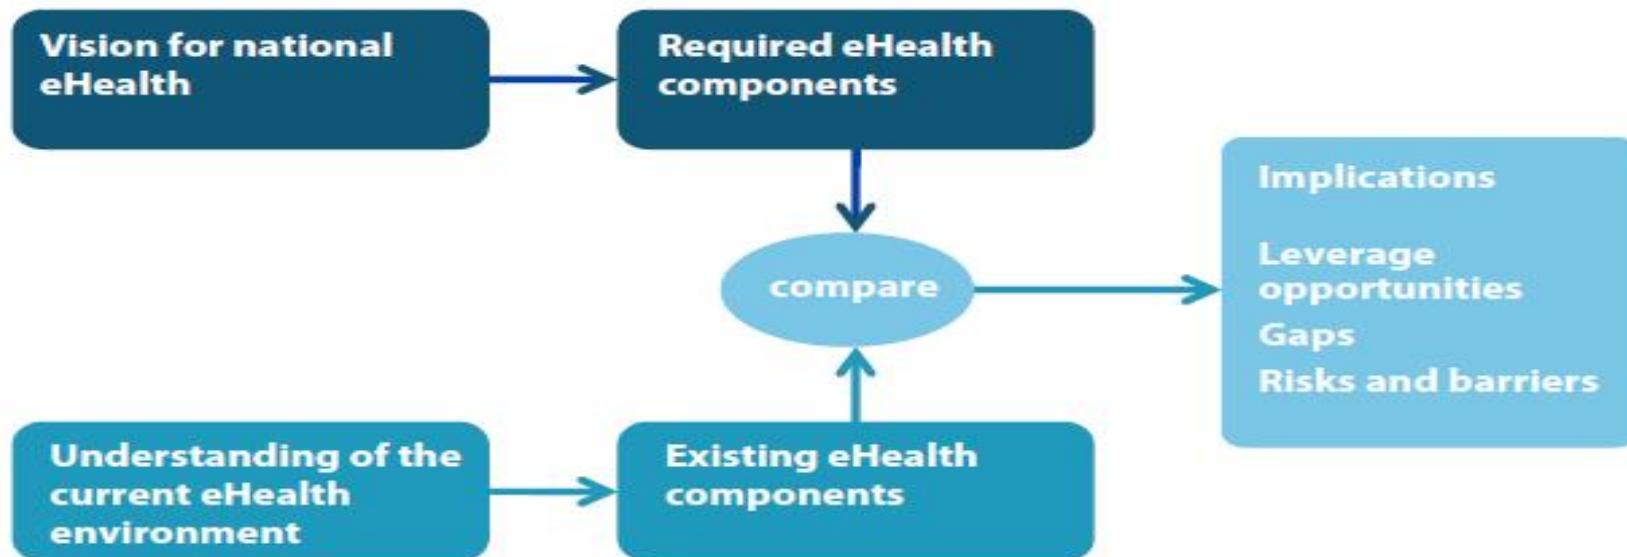 Vision for national
eHealth
Required eHealth
components
compare
Understanding of the
current eHealth
environment
Existing eHealth
components
Implications
Leverage
opportunities
Gaps
Risks and barriers